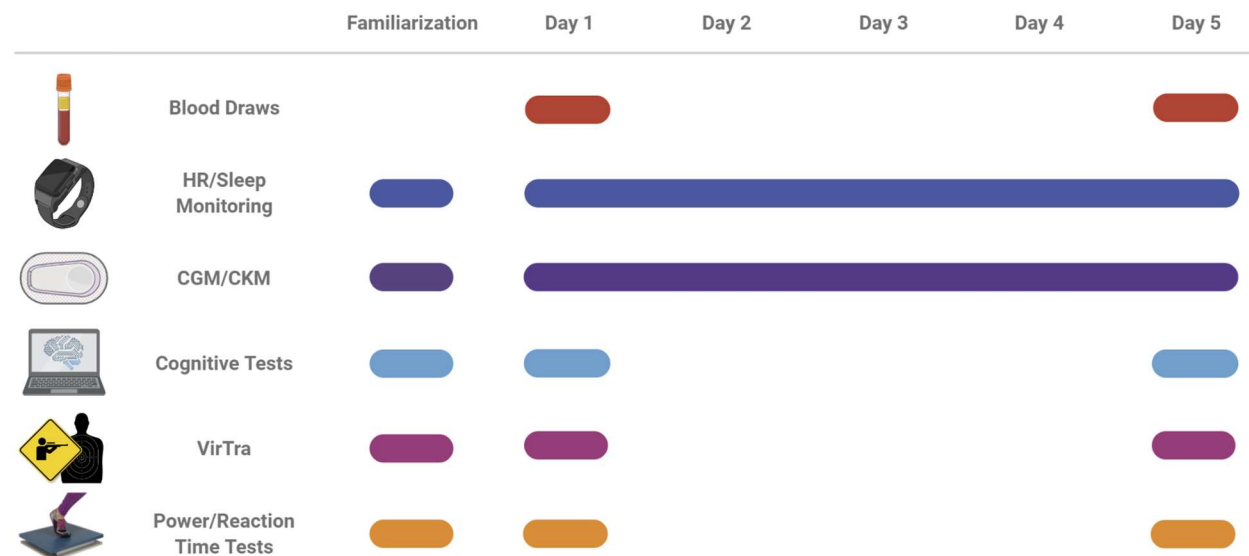 Familiarization Day 1 Day 2 Day 3 Day 4 Day 5
Blood Draws
HR/Sleep
Monitoring
CGM/CKM
Cognitive Tests
VirTra
Power/Reaction
Time Tests